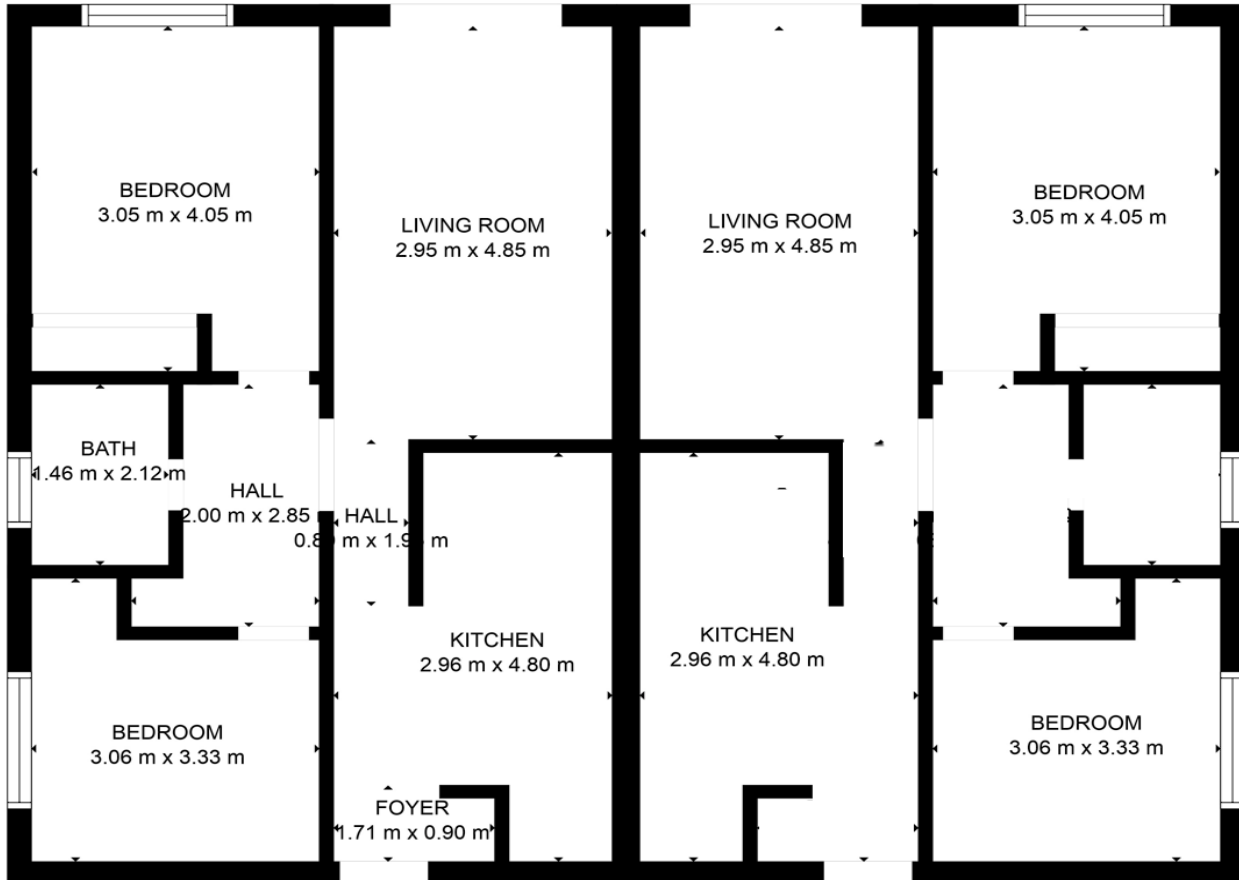 BEDROOM
3.05 m x 4.05 m
LIVING ROOM
2.95 m x 4.85 m
LIVING ROOM
2.95 m x 4.85 m
BEDROOM
3.05 m x 4.05 m
BATH
1.46 m x 2.12 m
HALL
2.00 m x 2.85
HALL
m x
KITCHEN
2.96 m x 4.80 m
KITCHEN
2.96 m x 4.80 m
BEDROOM
3.06 m x 3.33 m
BEDROOM
3.06 m x 3.33 m
FOYER
1.71 m x 0.90 m